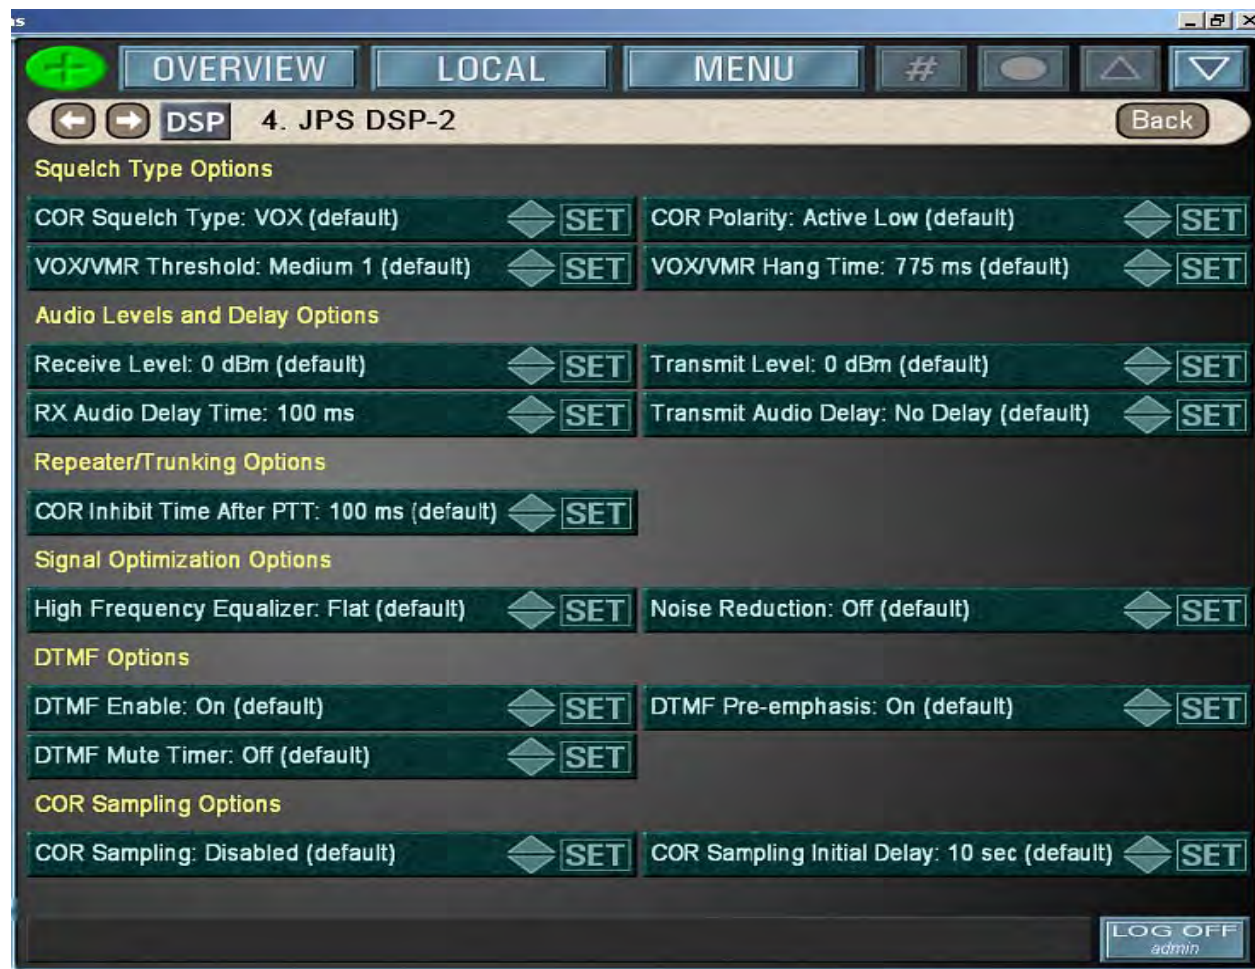 OVERVIEW LOCAL MENU #
DSP 4. JPS DSP-2 Back
Squelch Type Options
COR Squelch Type: VOX (default) SET COR Polarity: Active Low (default) SET
VOX/VMR Threshold: Medium 1 (default) SET VOX/VMR Hang Time: 775 ms (default) SET
Audio Levels and Delay Options
Receive Level: 0 dBm (default) SET Transmit Level: 0 dBm (default) SET
RX Audio Delay Time: 100 ms SET Transmit Audio Delay: No Delay (default) SET
Repeater/Trunking Options
COR Inhibit Time After PTT: 100 ms (default) SET
Signal Optimization Options
High Frequency Equalizer: Flat (default) SET Noise Reduction: Off (default) SET
DTMF Options
DTMF Enable: On (default) SET DTMF Pre-emphasis: On (default) SET
DTMF Mute Timer: Off (default) SET
COR Sampling Options
COR Sampling: Disabled (default) SET COR Sampling Initial Delay: 10 sec (default) SET
LOG OFF
admin